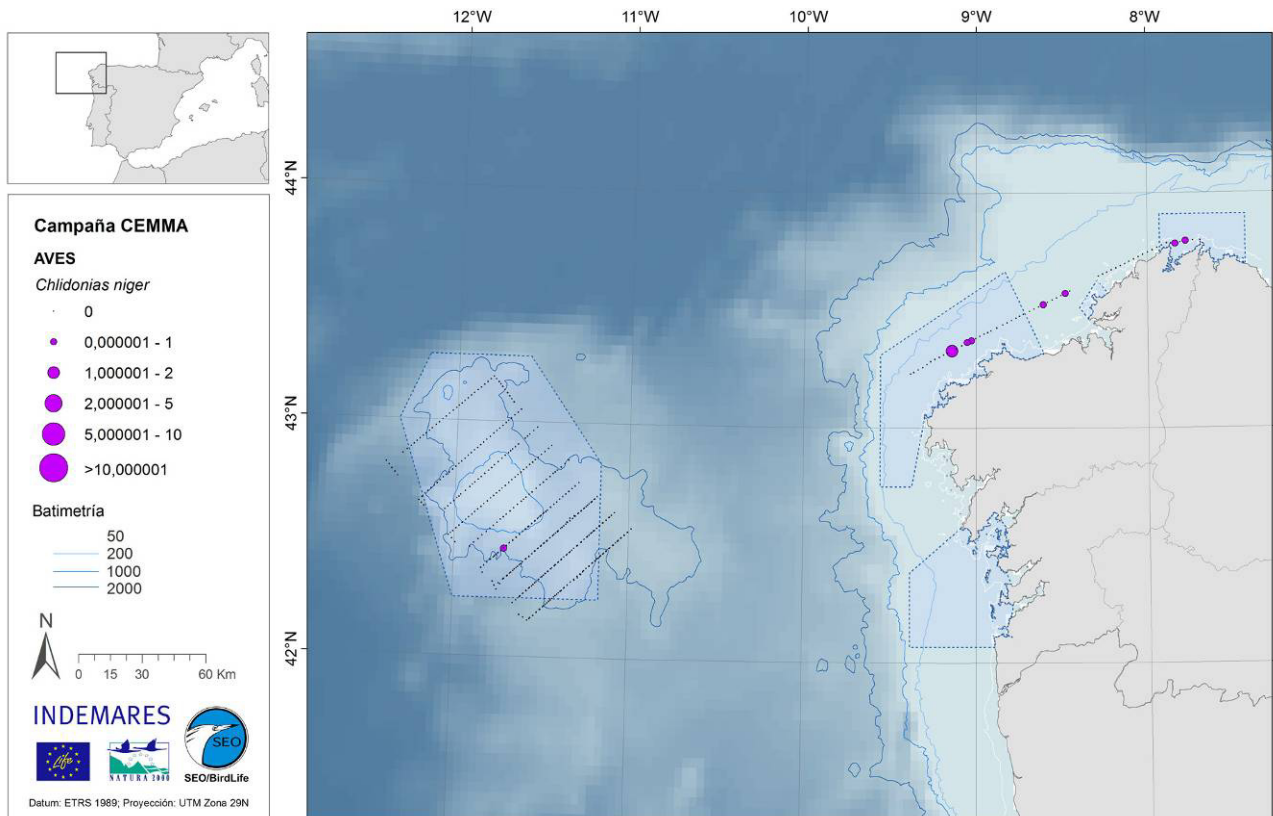 12°W 11°W 10°W 9°W 8°W
44°N
43°N
42°N
Campaña CEMMA
AVES
Chlidonias niger
0
0,000001 - 1
1,000001 - 2
2,000001 - 5
5,000001 - 10
>10,000001
Batimetría
50
200
1000
2000
N
0 15 30 60 Km
INDEMARES
Life
NATURA 2000
SEO
SEO/BirdLife
Datum: ETRS 1989; Proyección: UTM Zona 29N